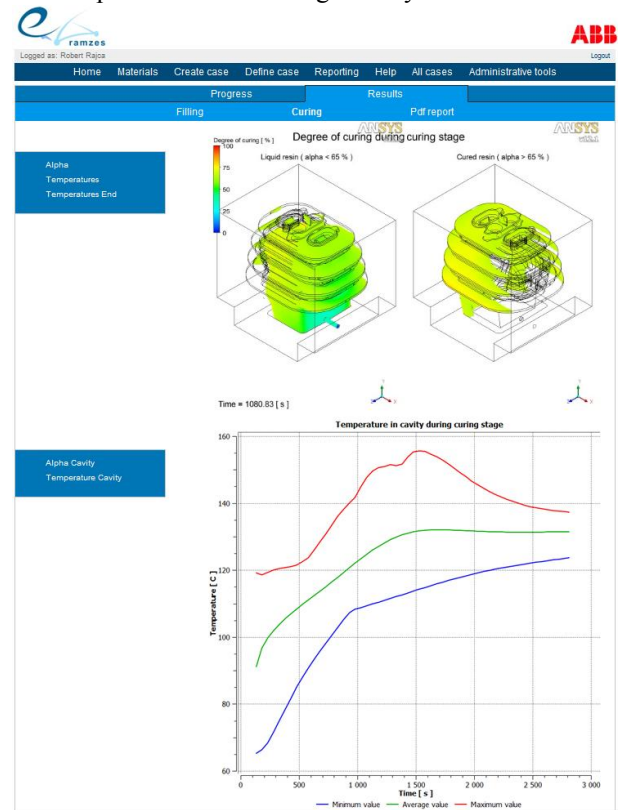 e ramzes
ABB
Logged as: Robert Rajca
Logout
Home Materials Create case Define case Reporting Help All cases Administrative tools
Progress Results
Filling Curing Pdf report
ANSYS
ANSYS
Degree of curing [ % ]
Degree of curing during curing stage
100
75
50
25
0
Liquid resin ( alpha < 65 % )
Cured resin ( alpha > 65 % )
Alpha
Temperatures
Temperatures End
Time = 1080.83 [ s ]
Alpha Cavity
Temperature Cavity
Temperature in cavity during curing stage
Temperature [ C ]
160
140
120
100
80
60
0 500 1 000 1 500 2 000 2 500 3 000
Time [ s ]
Minimum value Average value Maximum value